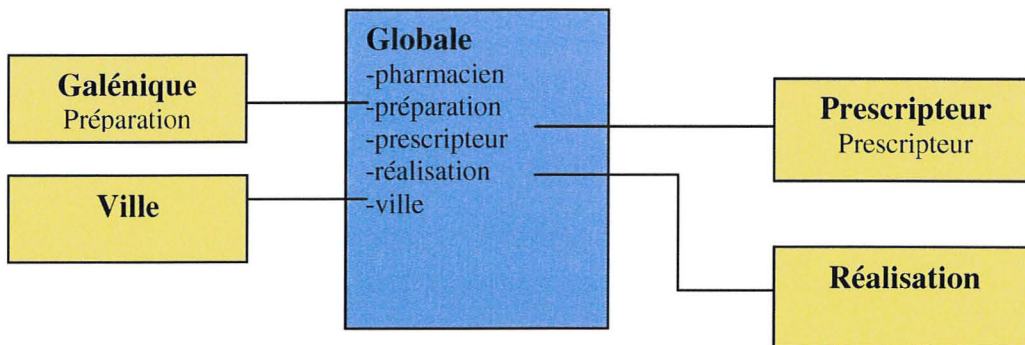 Galénique
Préparation
Ville
Globale
-pharmacien
-préparation
-prescripteur
-réalisation
-ville
Prescripteur
Prescripteur
Réalisation